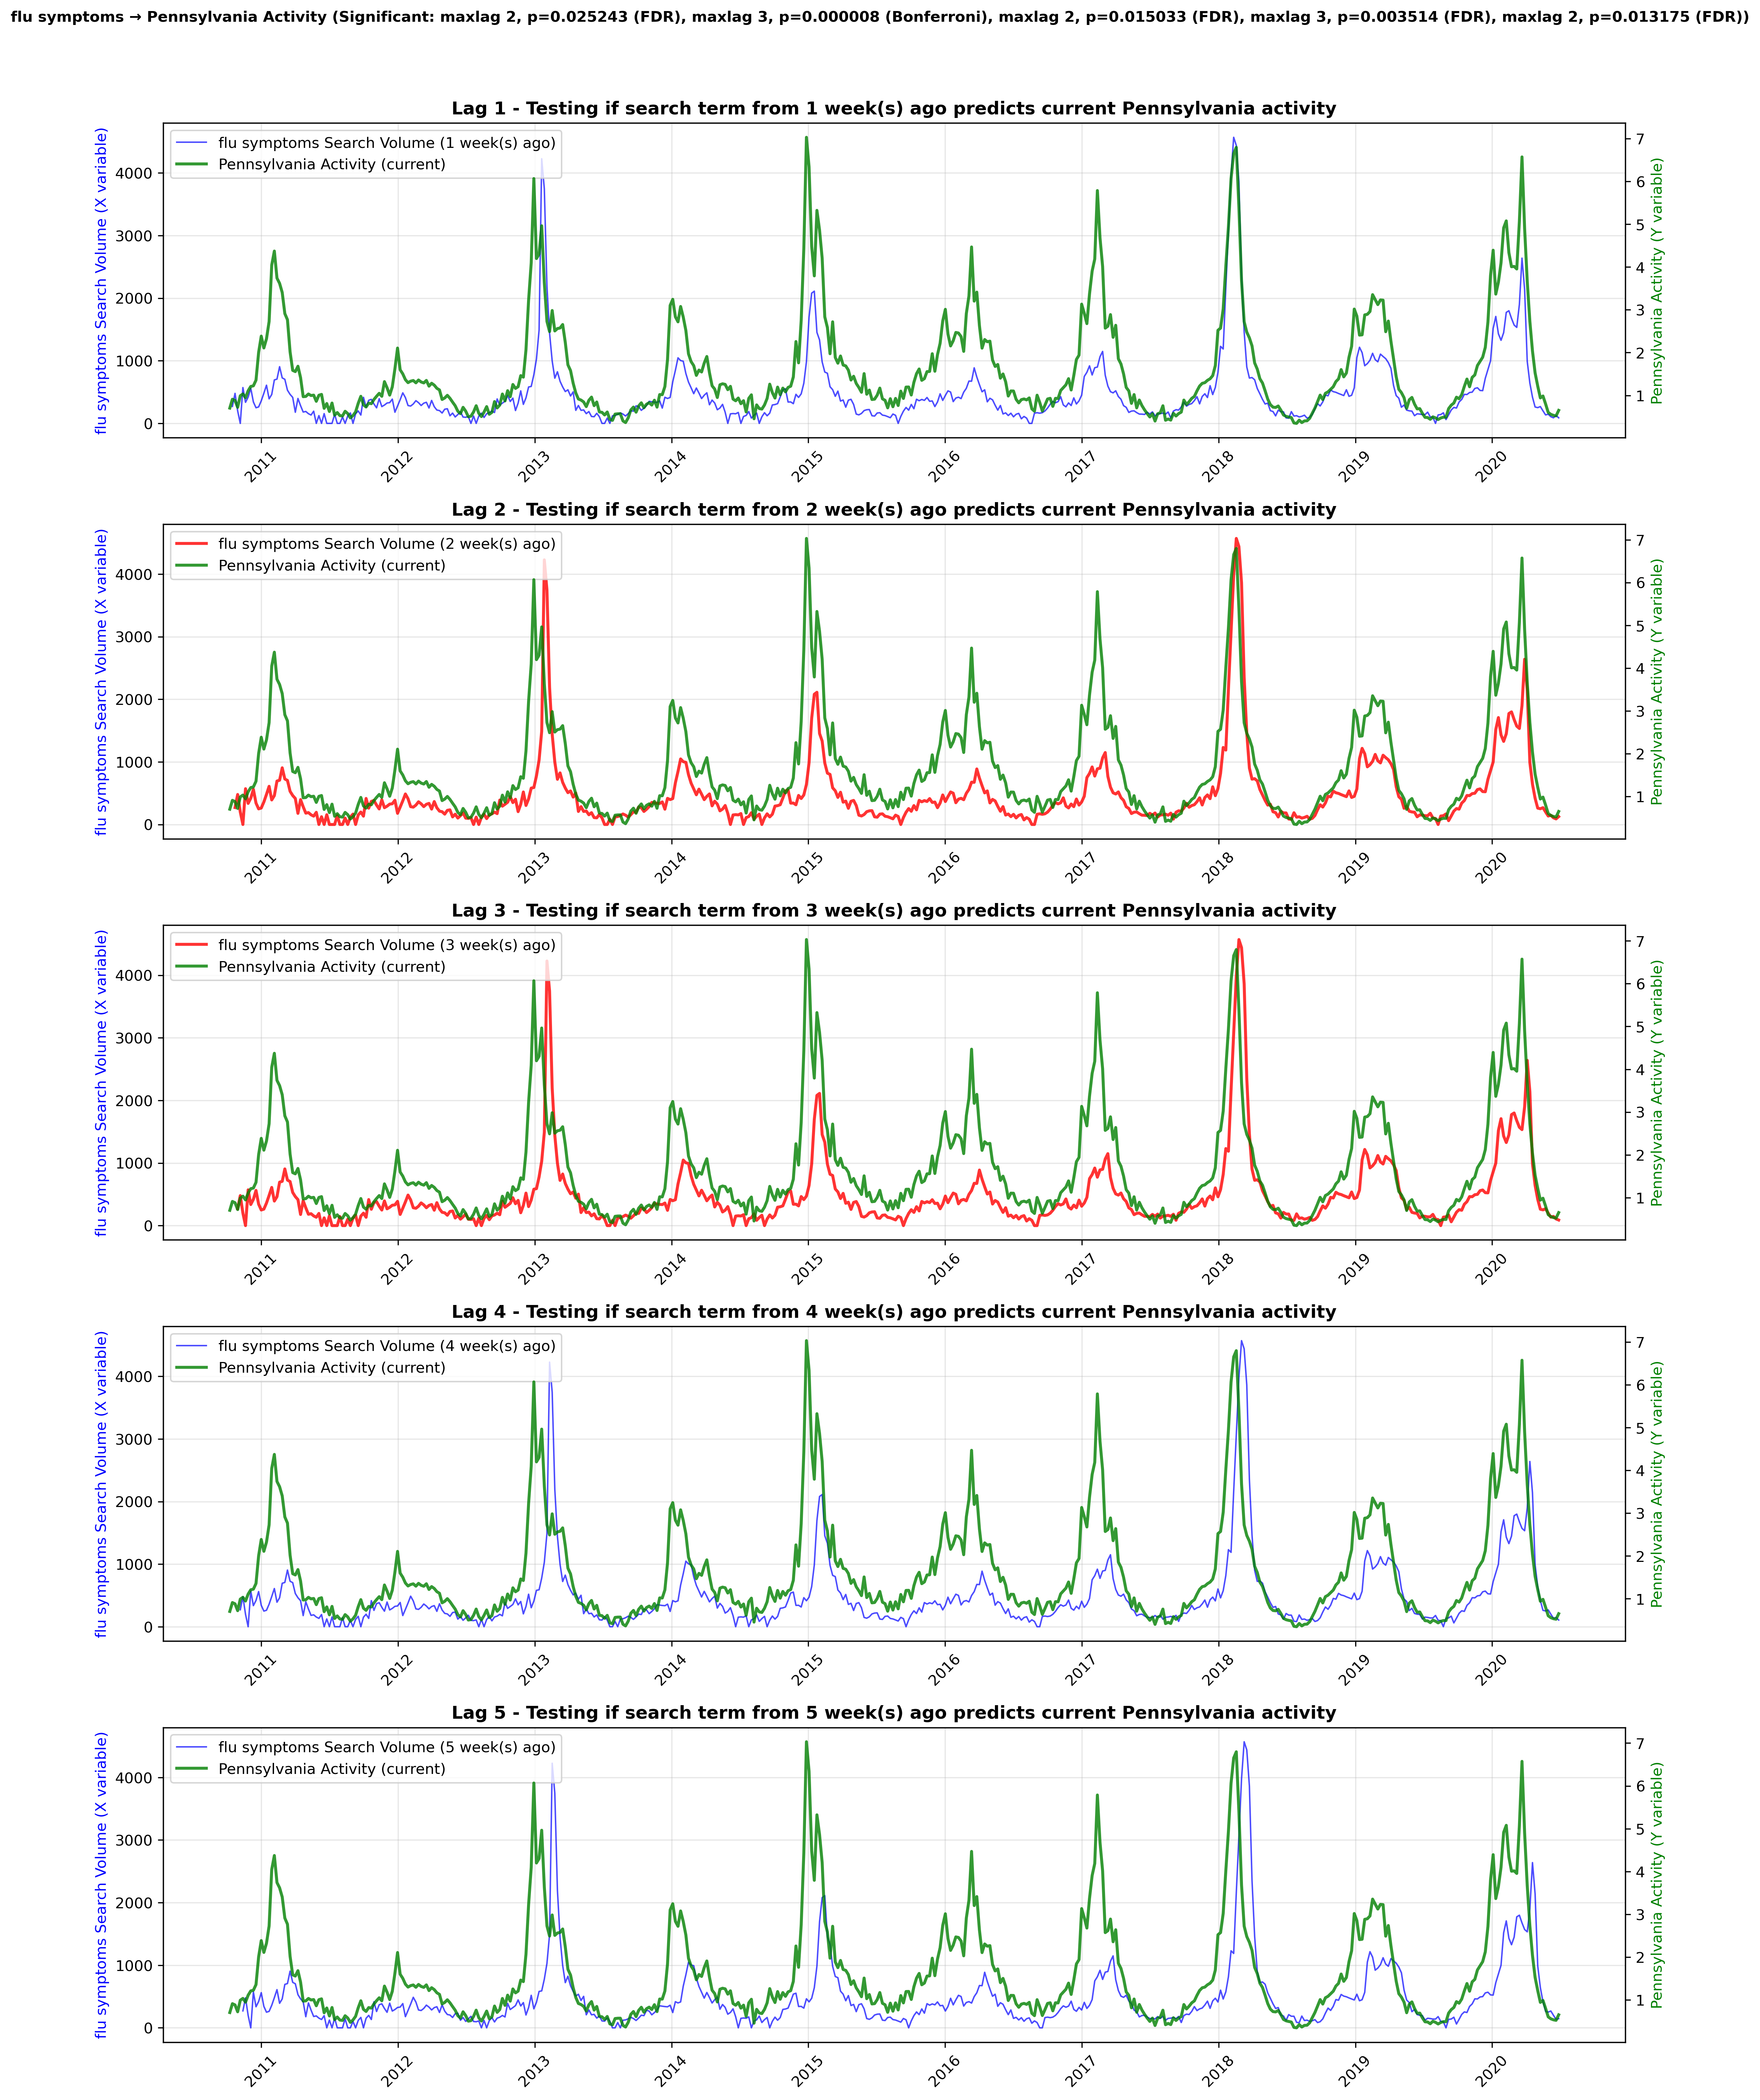 flu symptoms → Pennsylvania Activity (Significant: maxlag 2, p=0.025243 (FDR), maxlag 3, p=0.000008 (Bonferroni), maxlag 2, p=0.015033 (FDR), maxlag 3, p=0.003514 (FDR), maxlag 2, p=0.013175 (FDR))
Lag 1 - Testing if search term from 1 week(s) ago predicts current Pennsylvania activity
flu symptoms Search Volume (X variable)
4000
3000
2000
1000
0
flu symptoms Search Volume (1 week(s) ago)
Pennsylvania Activity (current)
7
6
5
4
3
2
1
Pennsylvania Activity (Y variable)
2011 2012 2013 2014 2015 2016 2017 2018 2019 2020
Lag 2 - Testing if search term from 2 week(s) ago predicts current Pennsylvania activity
flu symptoms Search Volume (X variable)
4000
3000
2000
1000
0
flu symptoms Search Volume (2 week(s) ago)
Pennsylvania Activity (current)
7
6
5
4
3
2
1
Pennsylvania Activity (Y variable)
2011 2012 2013 2014 2015 2016 2017 2018 2019 2020
Lag 3 - Testing if search term from 3 week(s) ago predicts current Pennsylvania activity
flu symptoms Search Volume (X variable)
4000
3000
2000
1000
0
flu symptoms Search Volume (3 week(s) ago)
Pennsylvania Activity (current)
7
6
5
4
3
2
1
Pennsylvania Activity (Y variable)
2011 2012 2013 2014 2015 2016 2017 2018 2019 2020
Lag 4 - Testing if search term from 4 week(s) ago predicts current Pennsylvania activity
flu symptoms Search Volume (X variable)
4000
3000
2000
1000
0
flu symptoms Search Volume (4 week(s) ago)
Pennsylvania Activity (current)
7
6
5
4
3
2
1
Pennsylvania Activity (Y variable)
2011 2012 2013 2014 2015 2016 2017 2018 2019 2020
Lag 5 - Testing if search term from 5 week(s) ago predicts current Pennsylvania activity
flu symptoms Search Volume (X variable)
4000
3000
2000
1000
0
flu symptoms Search Volume (5 week(s) ago)
Pennsylvania Activity (current)
7
6
5
4
3
2
1
Pennsylvania Activity (Y variable)
2011 2012 2013 2014 2015 2016 2017 2018 2019 2020